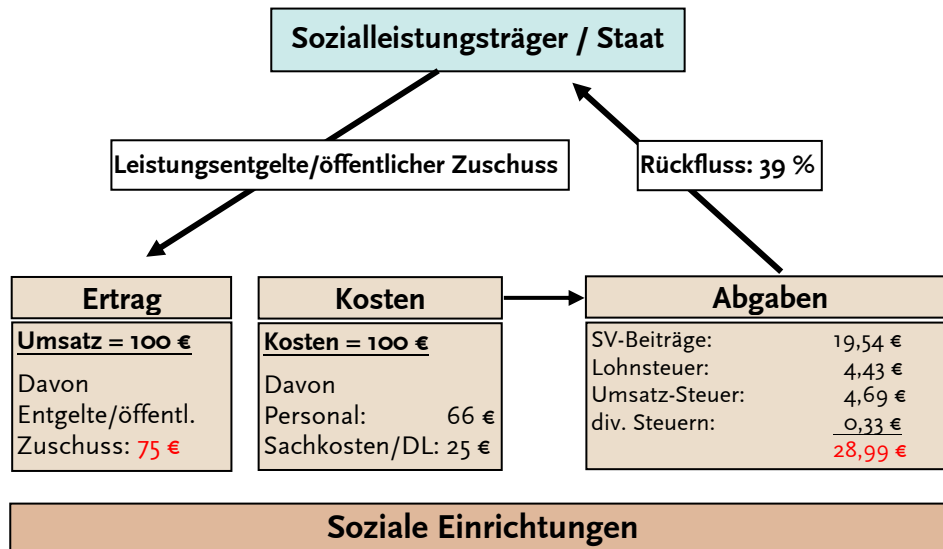 Sozialleistungsträger / Staat
Leistungsentgelte/öffentlicher Zuschuss
Rückfluss: 39 %
Ertrag
Umsatz = 100 €
Davon
Entgelte/öffentl.
Zuschuss: 75 €
Kosten
Kosten = 100 €
Davon
Personal: 66 €
Sachkosten/DL: 25 €
Abgaben
SV-Beiträge: 19,54 €
Lohnsteuer: 4,43 €
Umsatz-Steuer: 4,69 €
div. Steuern: 0,33 €
28,99 €
Soziale Einrichtungen